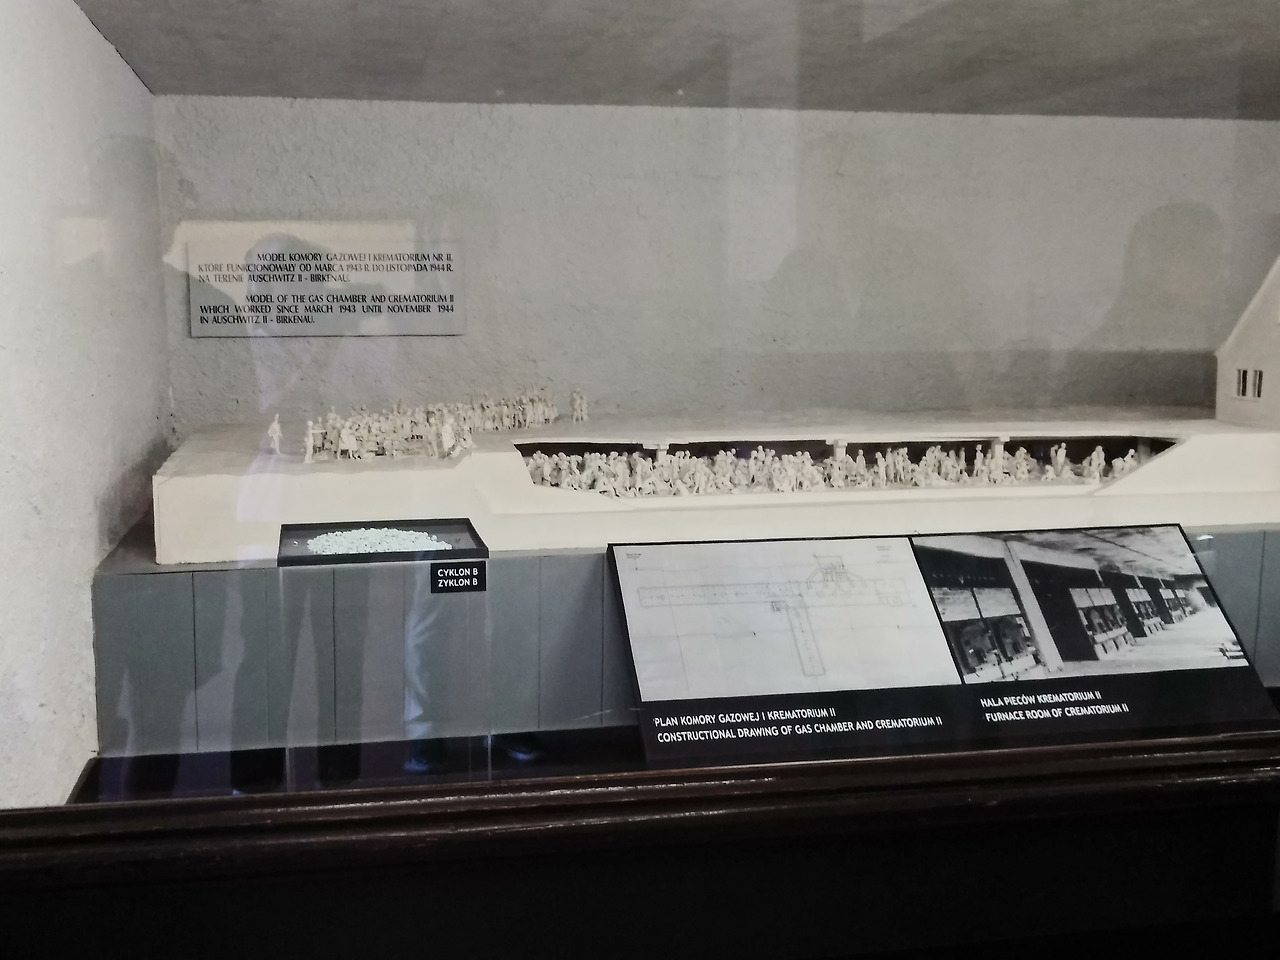 MODEL KOMORY GAZOWEJ I KREMATORIUM NR II,
KTÓRE FUNKCJONOWAŁY OD MARCA 1943 R. DO LISTOPADA 1944 R.
NA TERENIE AUSCHWITZ II - BIRKENAU.
MODEL OF THE GAS CHAMBER AND CREMATORIUM II
WHICH WORKED SINCE MARCH 1943 UNTIL NOVEMBER 1944
IN AUSCHWITZ II - BIRKENAU.
CYKLON B
ZYKLON B
PLAN KOMORY GAZOWEJ I KREMATORIUM II
CONSTRUCTIONAL DRAWING OF GAS CHAMBER AND CREMATORIUM II
HALA PIECÓW KREMATORIUM II
FURNACE ROOM OF CREMATORIUM II